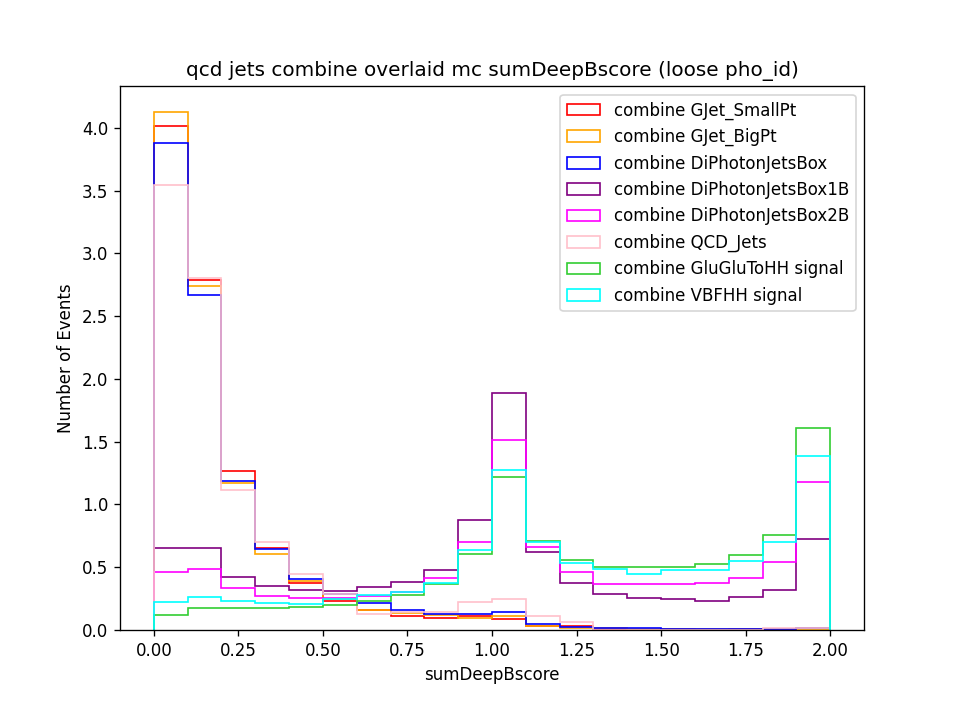 qcd jets combine overlaid mc sumDeepBscore (loose pho_id)
combine GJet_SmallPt
combine GJet_BigPt
combine DiPhotonJetsBox
combine DiPhotonJetsBox1B
combine DiPhotonJetsBox2B
combine QCD_Jets
combine GluGluToHH signal
combine VBFHH signal
Number of Events
4.0
3.5
3.0
2.5
2.0
1.5
1.0
0.5
0.0
0.00 0.25 0.50 0.75 1.00 1.25 1.50 1.75 2.00
sumDeepBscore